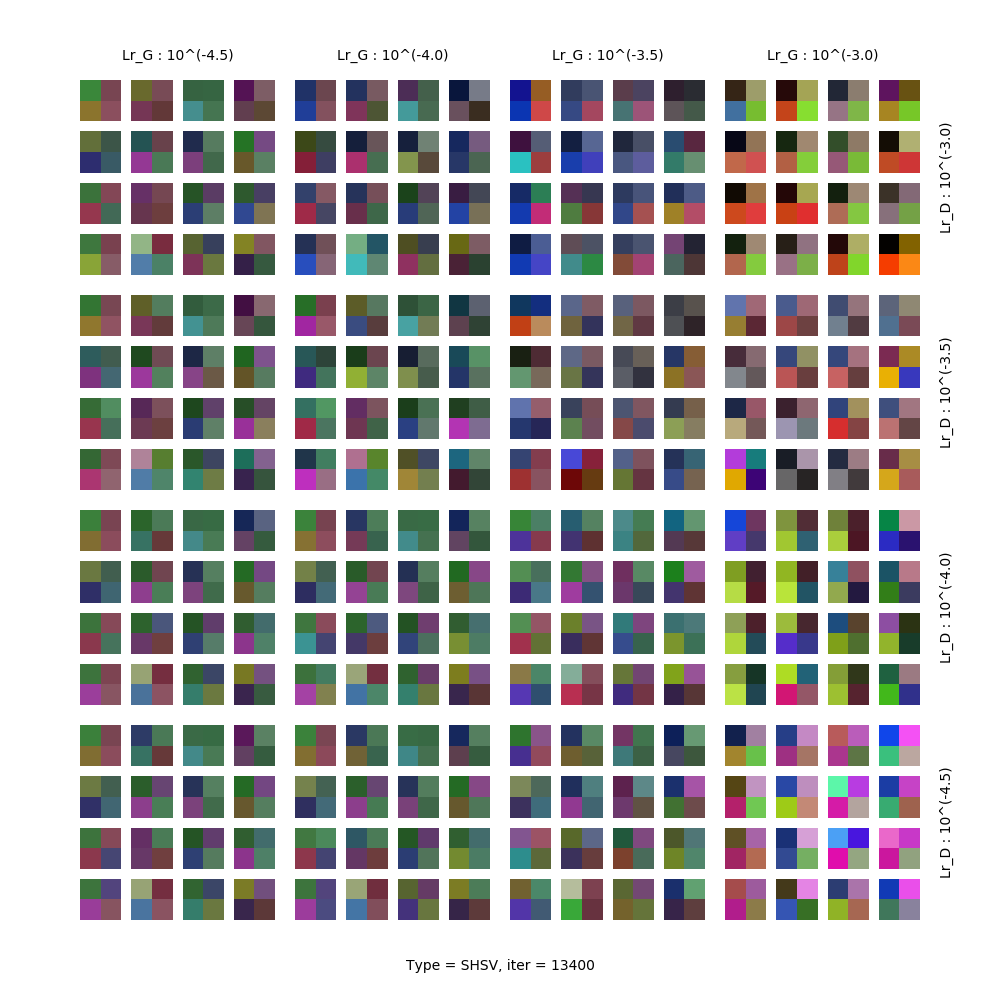 Lr_G : 10^(-4.5)
Lr_G : 10^(-4.0)
Lr_G : 10^(-3.5)
Lr_G : 10^(-3.0)
Lr_D : 10^(-3.0)
Lr_D : 10^(-3.5)
Lr_D : 10^(-4.0)
Lr_D : 10^(-4.5)
Type = SHSV, iter = 13400